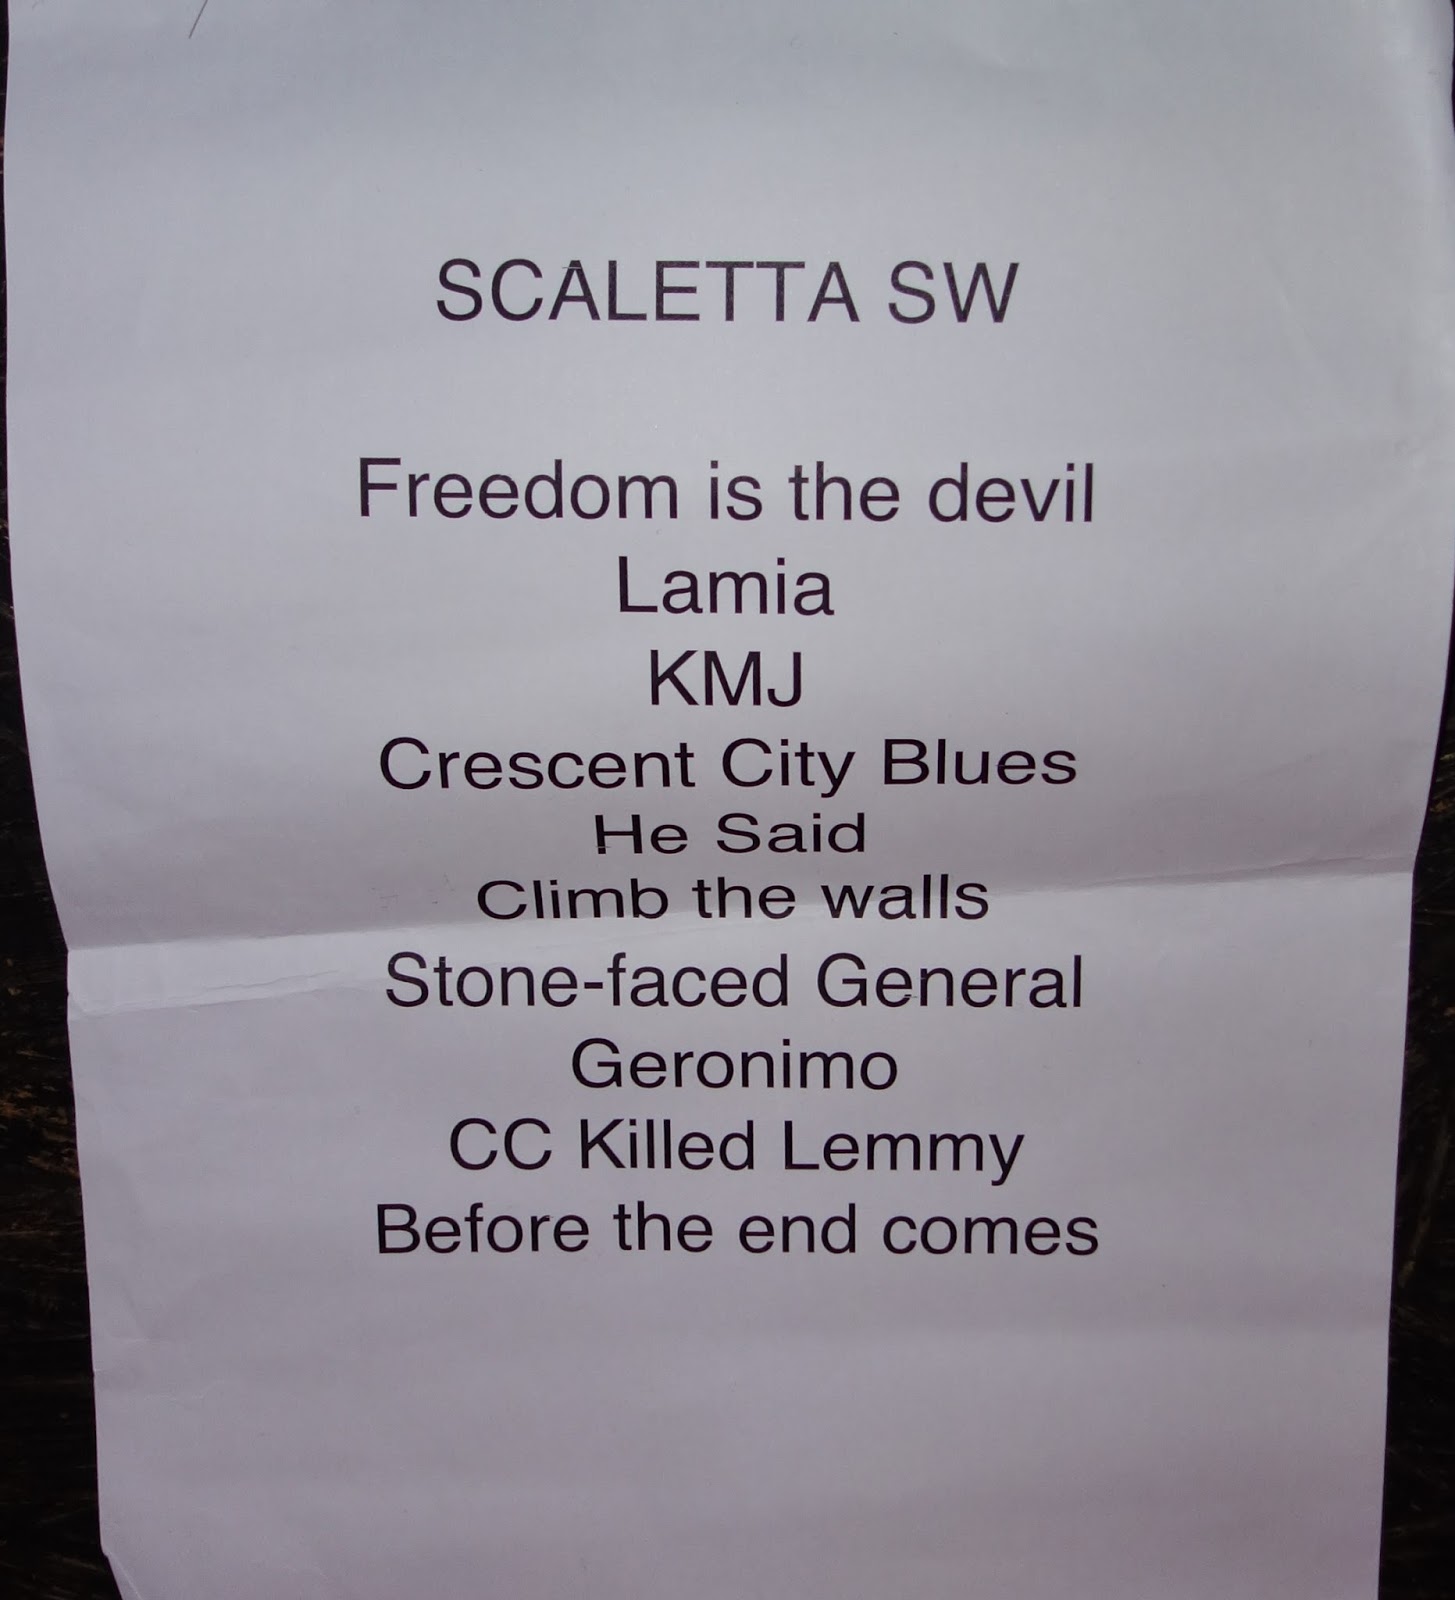 SCALETTA SW
Freedom is the devil
Lamia
KMJ
Crescent City Blues
He Said
Climb the walls
Stone-faced General
Geronimo
CC Killed Lemmy
Before the end comes